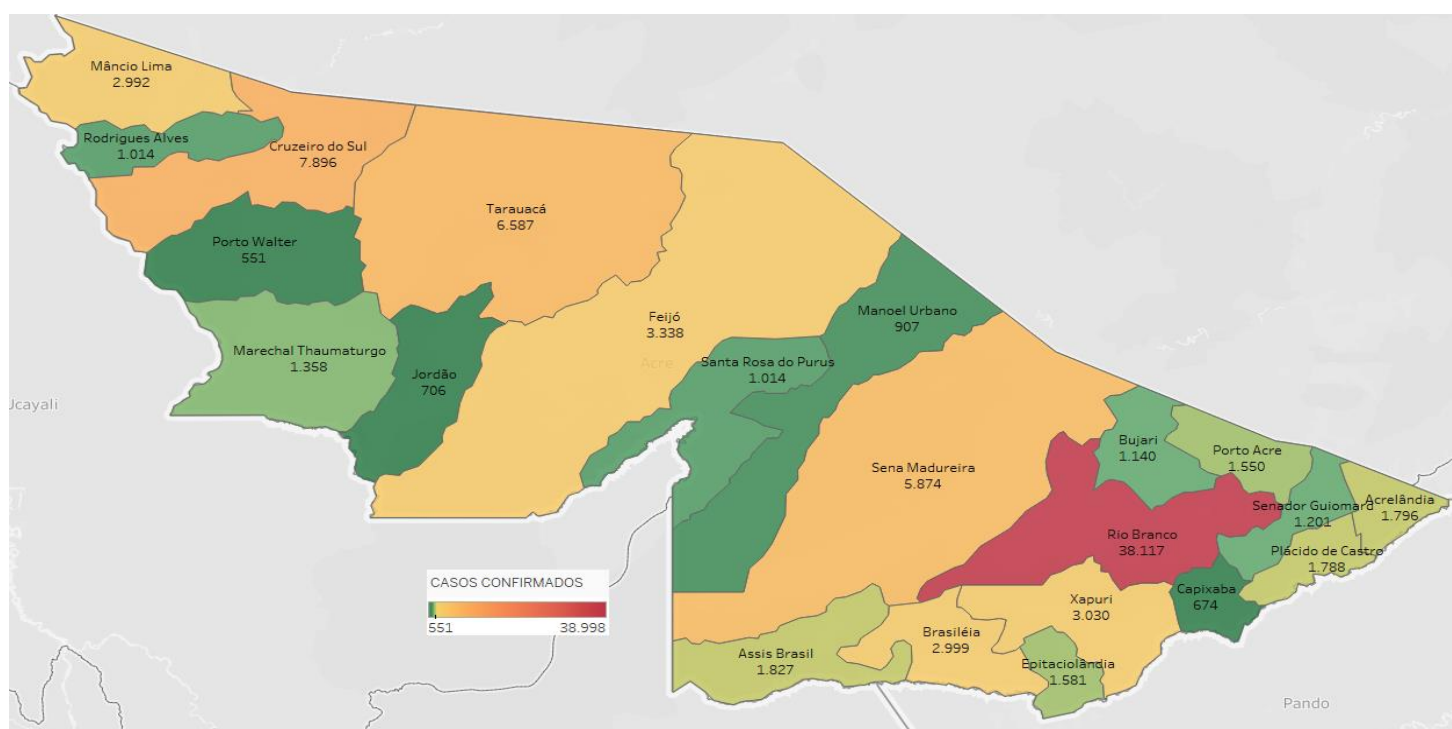 Mâncio Lima
2.992
Rodrigues Alves
1.014
Cruzeiro do Sul
7.896
Tarauacá
6.587
Porto Walter
551
Feijó
3.338
Acre
Manoel Urbano
907
Marechal Thaumaturgo
1.358
Jordão
706
Santa Rosa do Purus
1.014
Ucayali
Sena Madureira
5.874
Bujari
1.140
Porto Acre
1.550
Senador Guiomard
1.201
Acrelândia
1.796
Rio Branco
38.117
Plácido de Castro
1.788
Capixaba
674
Xapuri
3.030
Brasiléia
2.999
Assis Brasil
1.827
Epitaciolândia
1.581
Pando
CASOS CONFIRMADOS
551
38.998